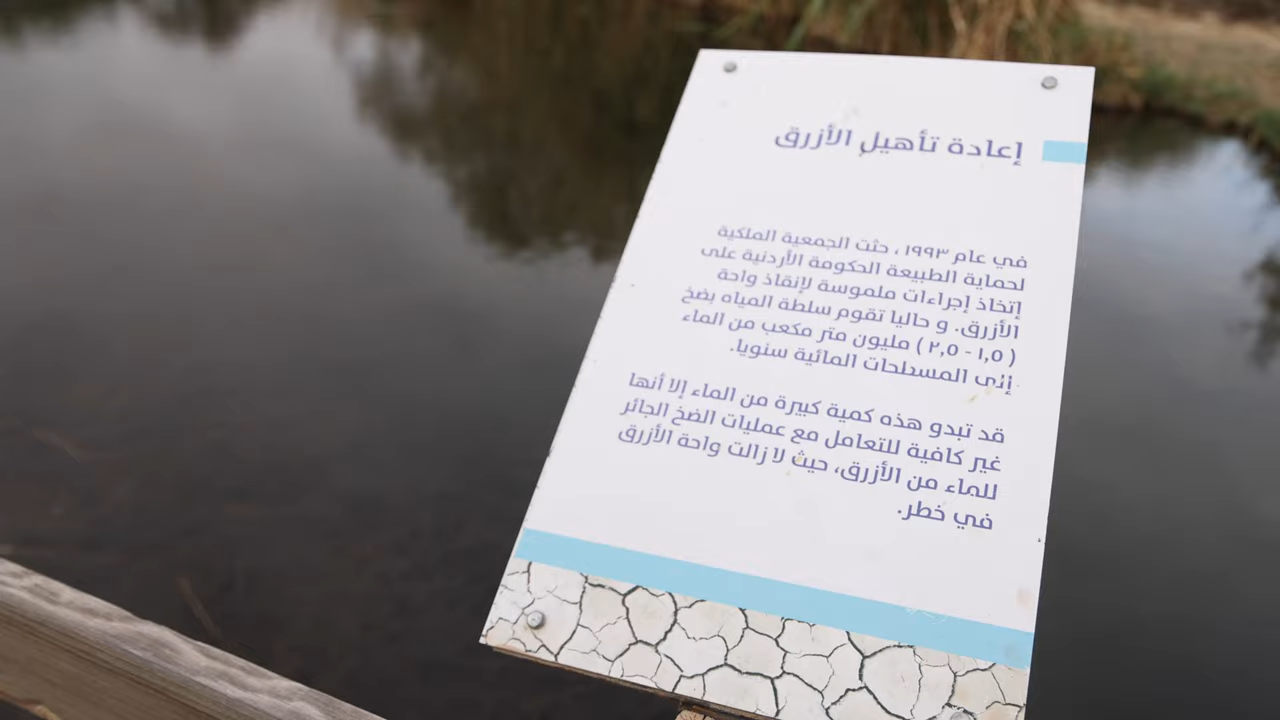 إعادة تأهيل الأزرق
في عام ١٩٩٣ ، حثت الجمعية الملكية
لحماية الطبيعة الحكومة الأردنية على
إتخاذ إجراءات ملموسة لإنقاذ واحة
الأزرق. و حاليا تقوم سلطة المياه بضخ
( ١,٥ - ٢,٥ ) مليون متر مكعب من الماء
إلى المسطحات المائية سنويا.
قد تبدو هذه كمية كبيرة من الماء إلا أنها
غير كافية للتعامل مع عمليات الضخ الجائر
للماء من الأزرق، حيث لا زالت واحة الأزرق
في خطر.